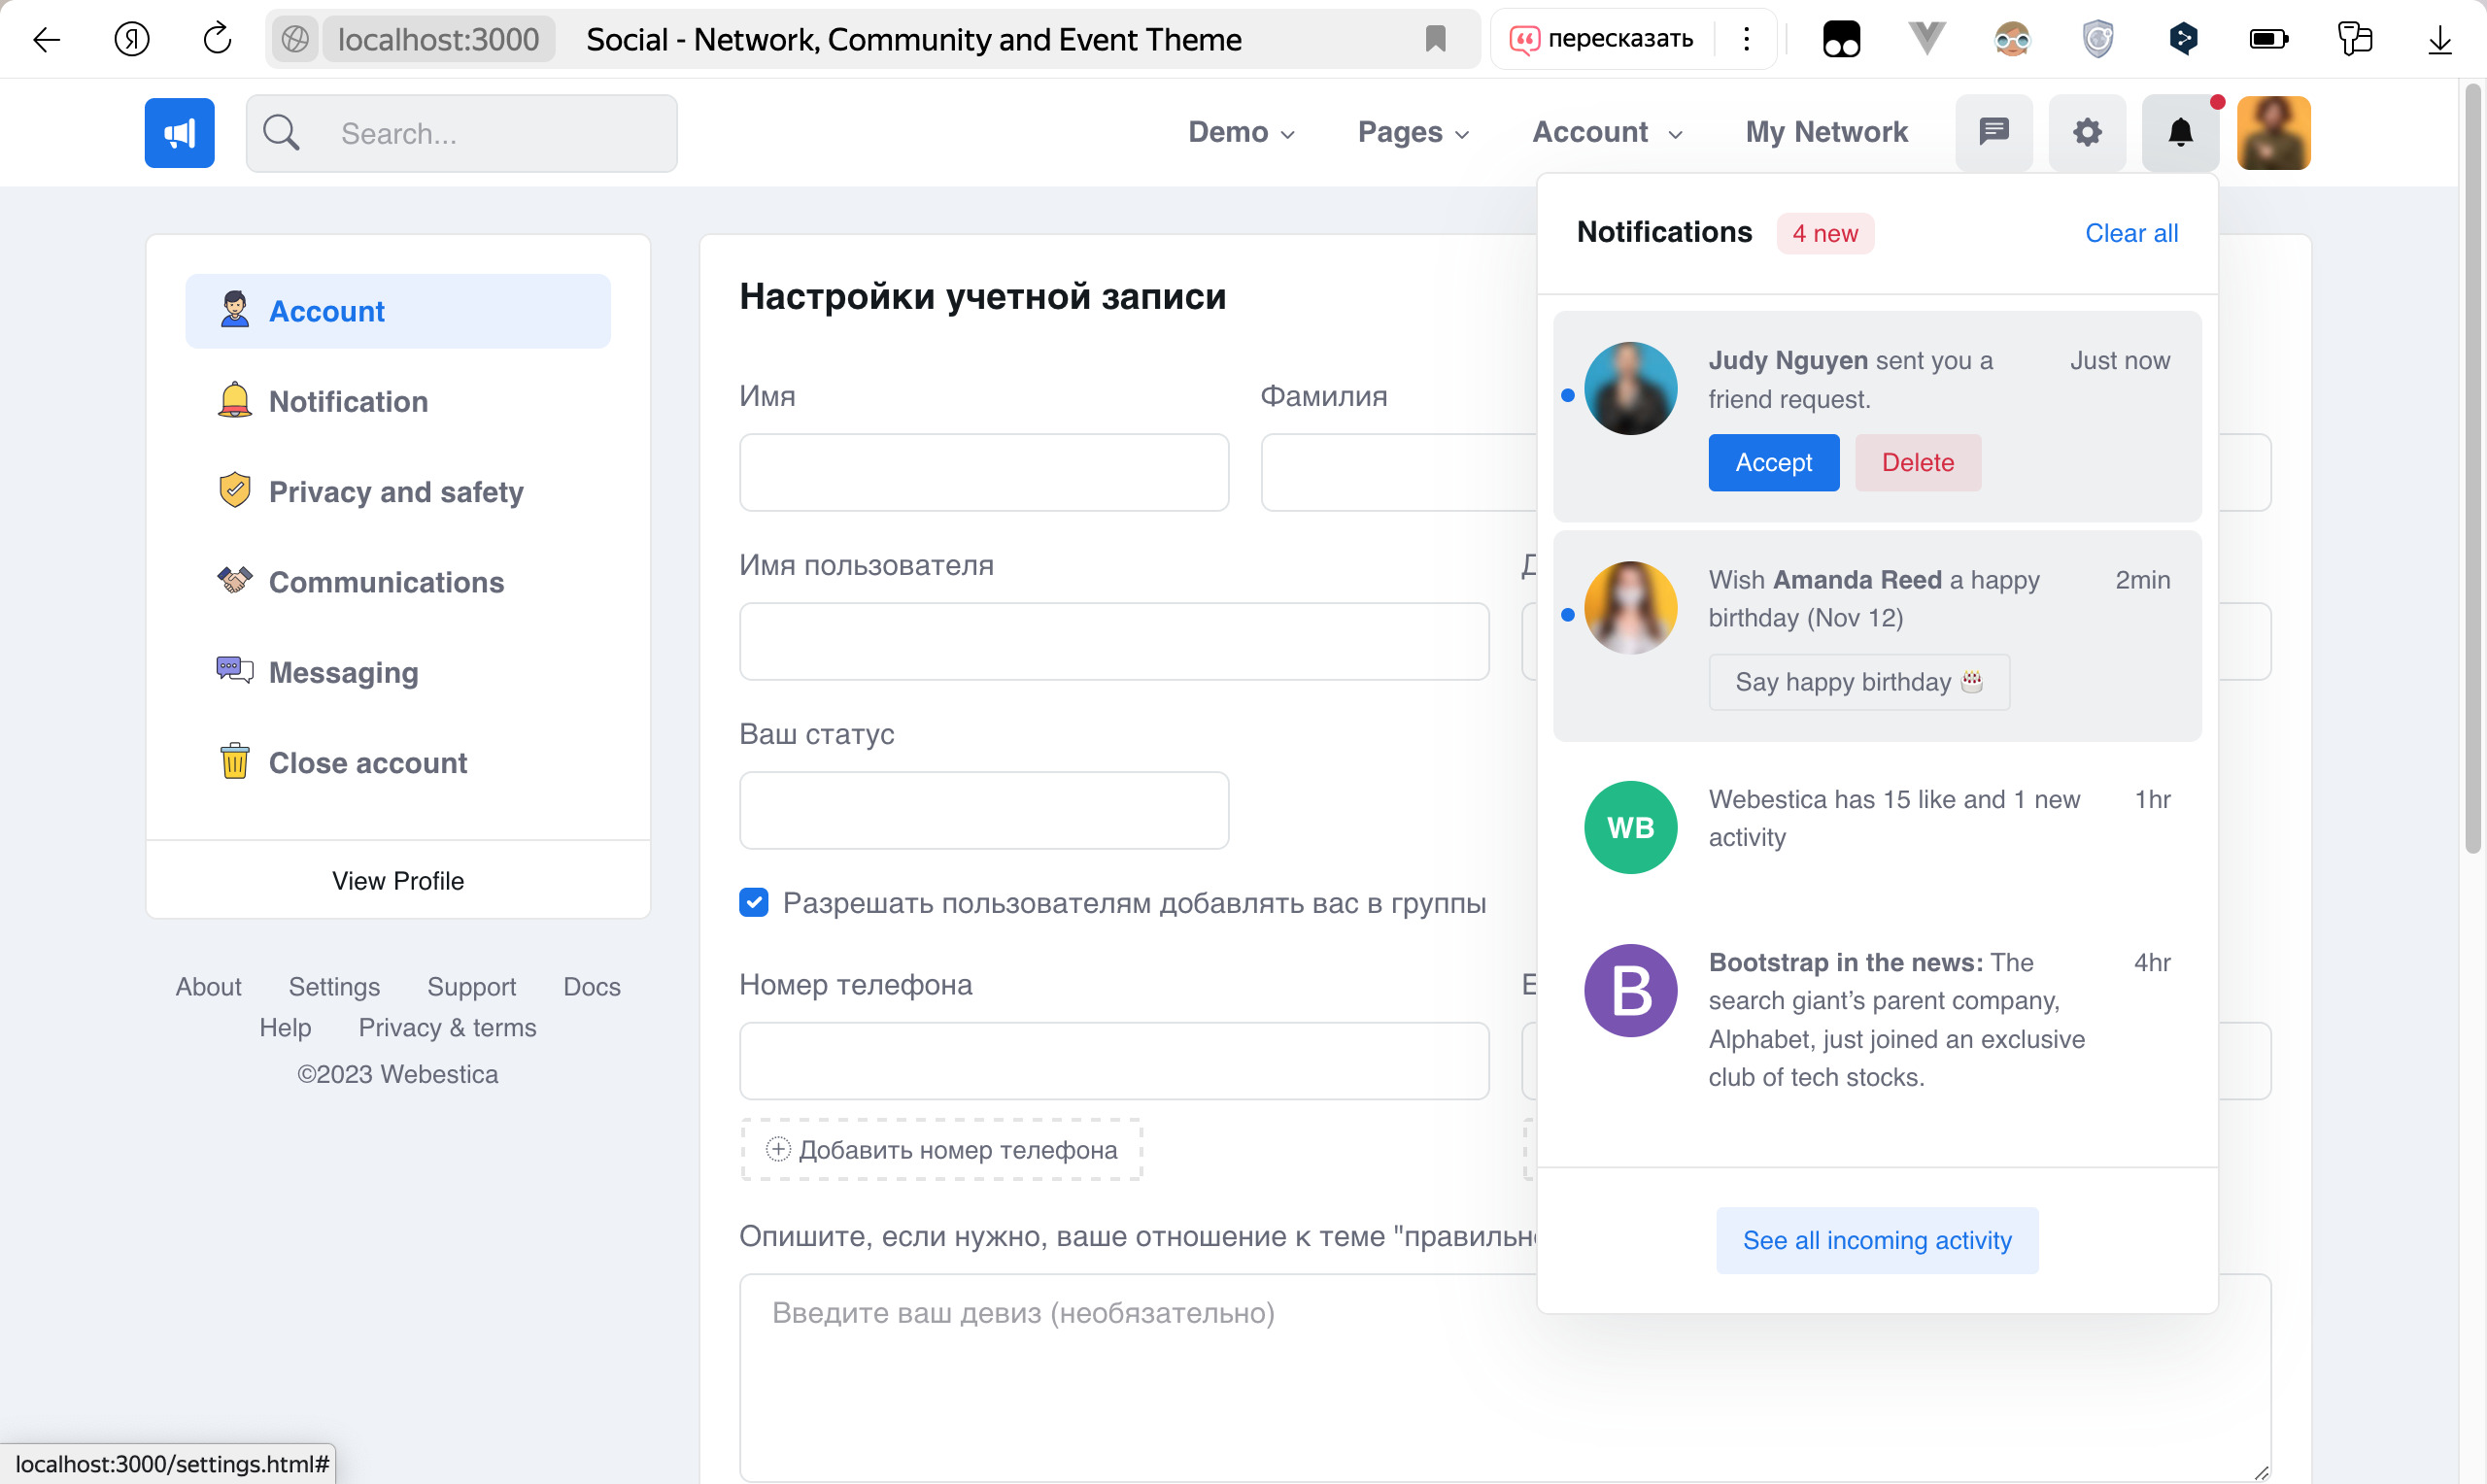 localhost:3000 Social - Network, Community and Event Theme
пересказать
Search...
Demo
Pages
Account
My Network
Account
Notification
Privacy and safety
Communications
Messaging
Close account
View Profile
About Settings Support Docs
Help Privacy & terms
©2023 Webestica
Настройки учетной записи
Имя
Фамилия
Имя пользователя
Ваш статус
Разрешать пользователям добавлять вас в группы
Номер телефона
Добавить номер телефона
Опишите, если нужно, ваше отношение к теме "правильн
Введите ваш девиз (необязательно)
Notifications 4 new Clear all
Judy Nguyen sent you a Just now
friend request.
Accept Delete
Wish Amanda Reed a happy 2min
birthday (Nov 12)
Say happy birthday 🎂
WB
Webestica has 15 like and 1 new 1hr
activity
B
Bootstrap in the news: The 4hr
search giant’s parent company,
Alphabet, just joined an exclusive
club of tech stocks.
See all incoming activity
localhost:3000/settings.html#